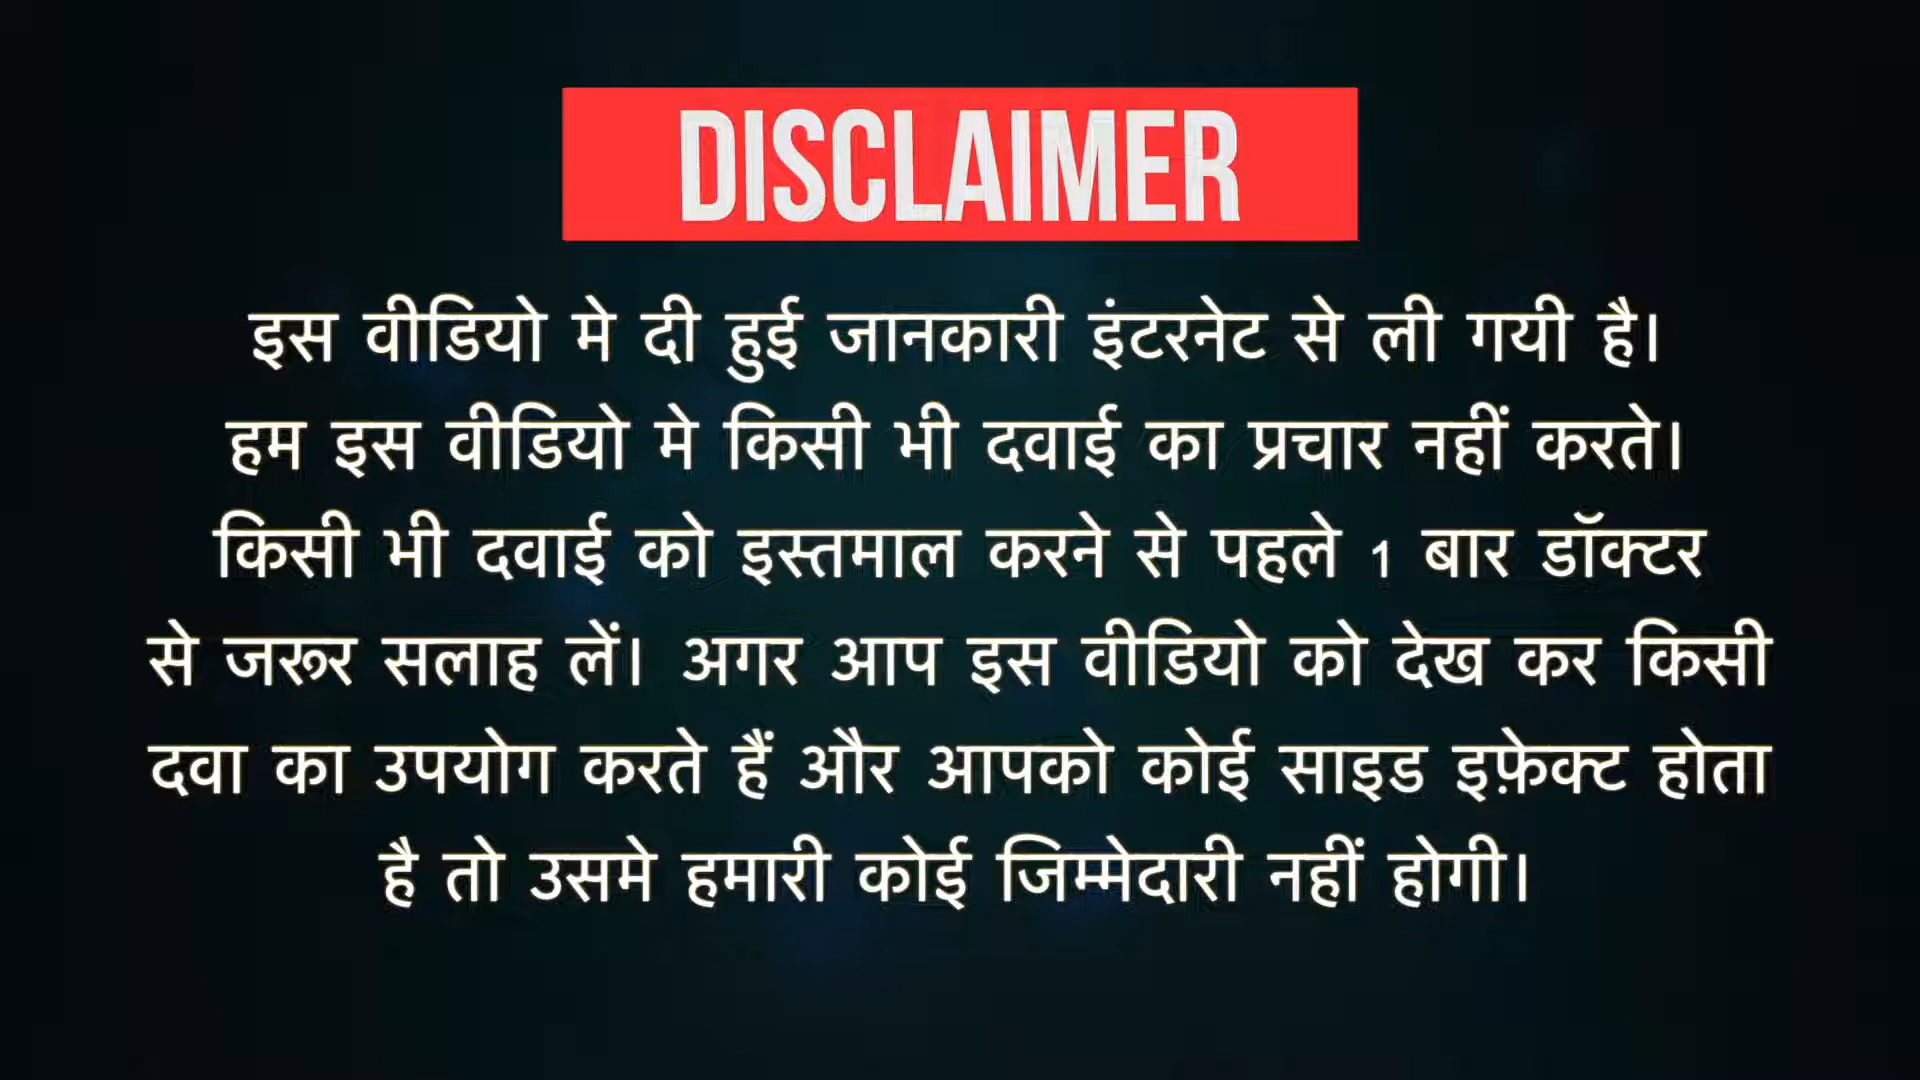 DISCLAIMER
इस वीडियो मे दी हुई जानकारी इंटरनेट से ली गयी है।
हम इस वीडियो मे किसी भी दवाई का प्रचार नहीं करते।
किसी भी दवाई को इस्तमाल करने से पहले 1 बार डॉक्टर
से जरूर सलाह लें। अगर आप इस वीडियो को देख कर किसी
दवा का उपयोग करते हैं और आपको कोई साइड इफ़ेक्ट होता
है तो उसमे हमारी कोई जिम्मेदारी नहीं होगी।